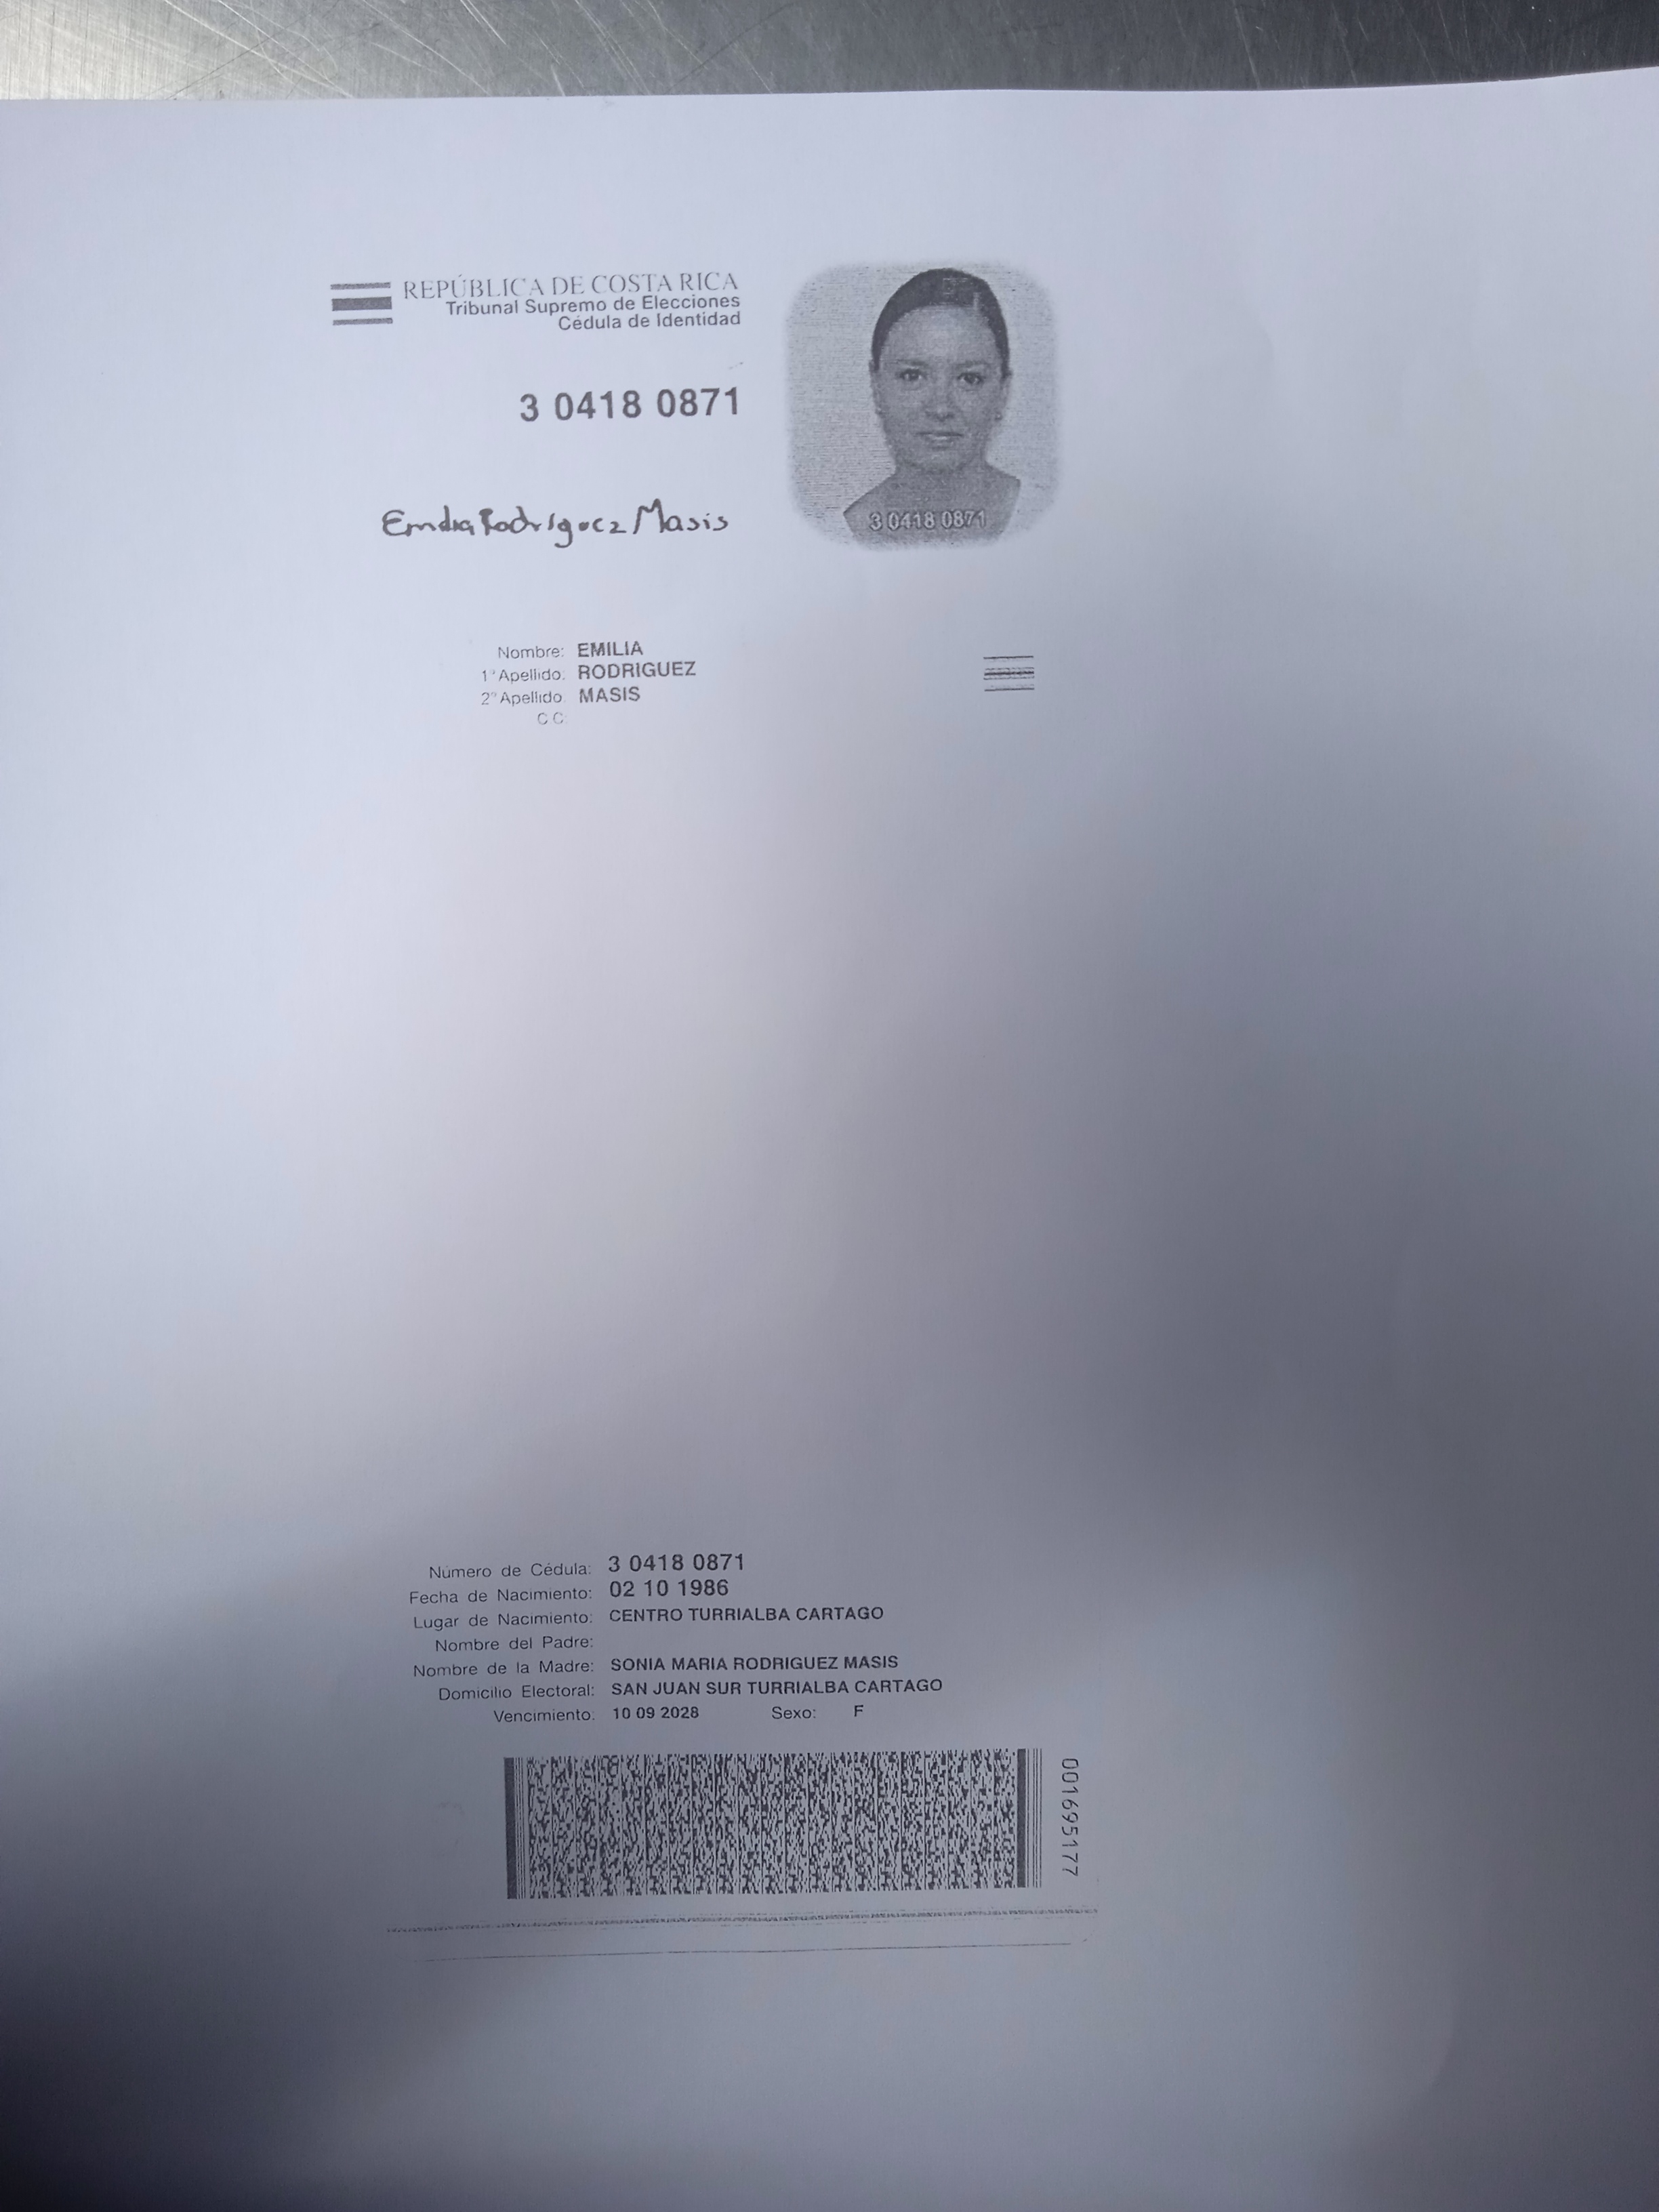 REPÚBLICA DE COSTA RICA
Tribunal Supremo de Elecciones
Cédula de Identidad
3 0418 0871
3 0418 0871
Emilia Rodríguez Masis
Nombre: EMILIA
1° Apellido: RODRIGUEZ
2° Apellido: MASIS
C C:
Número de Cédula: 3 0418 0871
Fecha de Nacimiento: 02 10 1986
Lugar de Nacimiento: CENTRO TURRIALBA CARTAGO
Nombre del Padre:
Nombre de la Madre: SONIA MARIA RODRIGUEZ MASIS
Domicilio Electoral: SAN JUAN SUR TURRIALBA CARTAGO
Vencimiento: 10 09 2028 Sexo: F
001695177